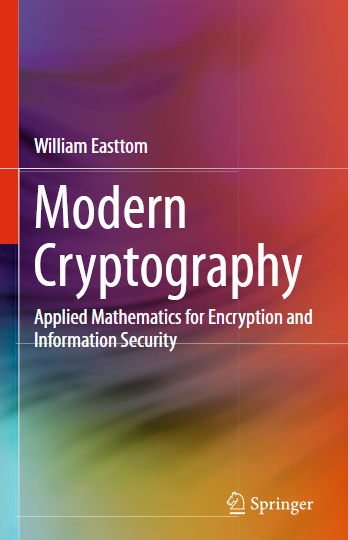 William Easttom
Modern
Cryptography
Applied Mathematics for Encryption and
Information Security
Springer